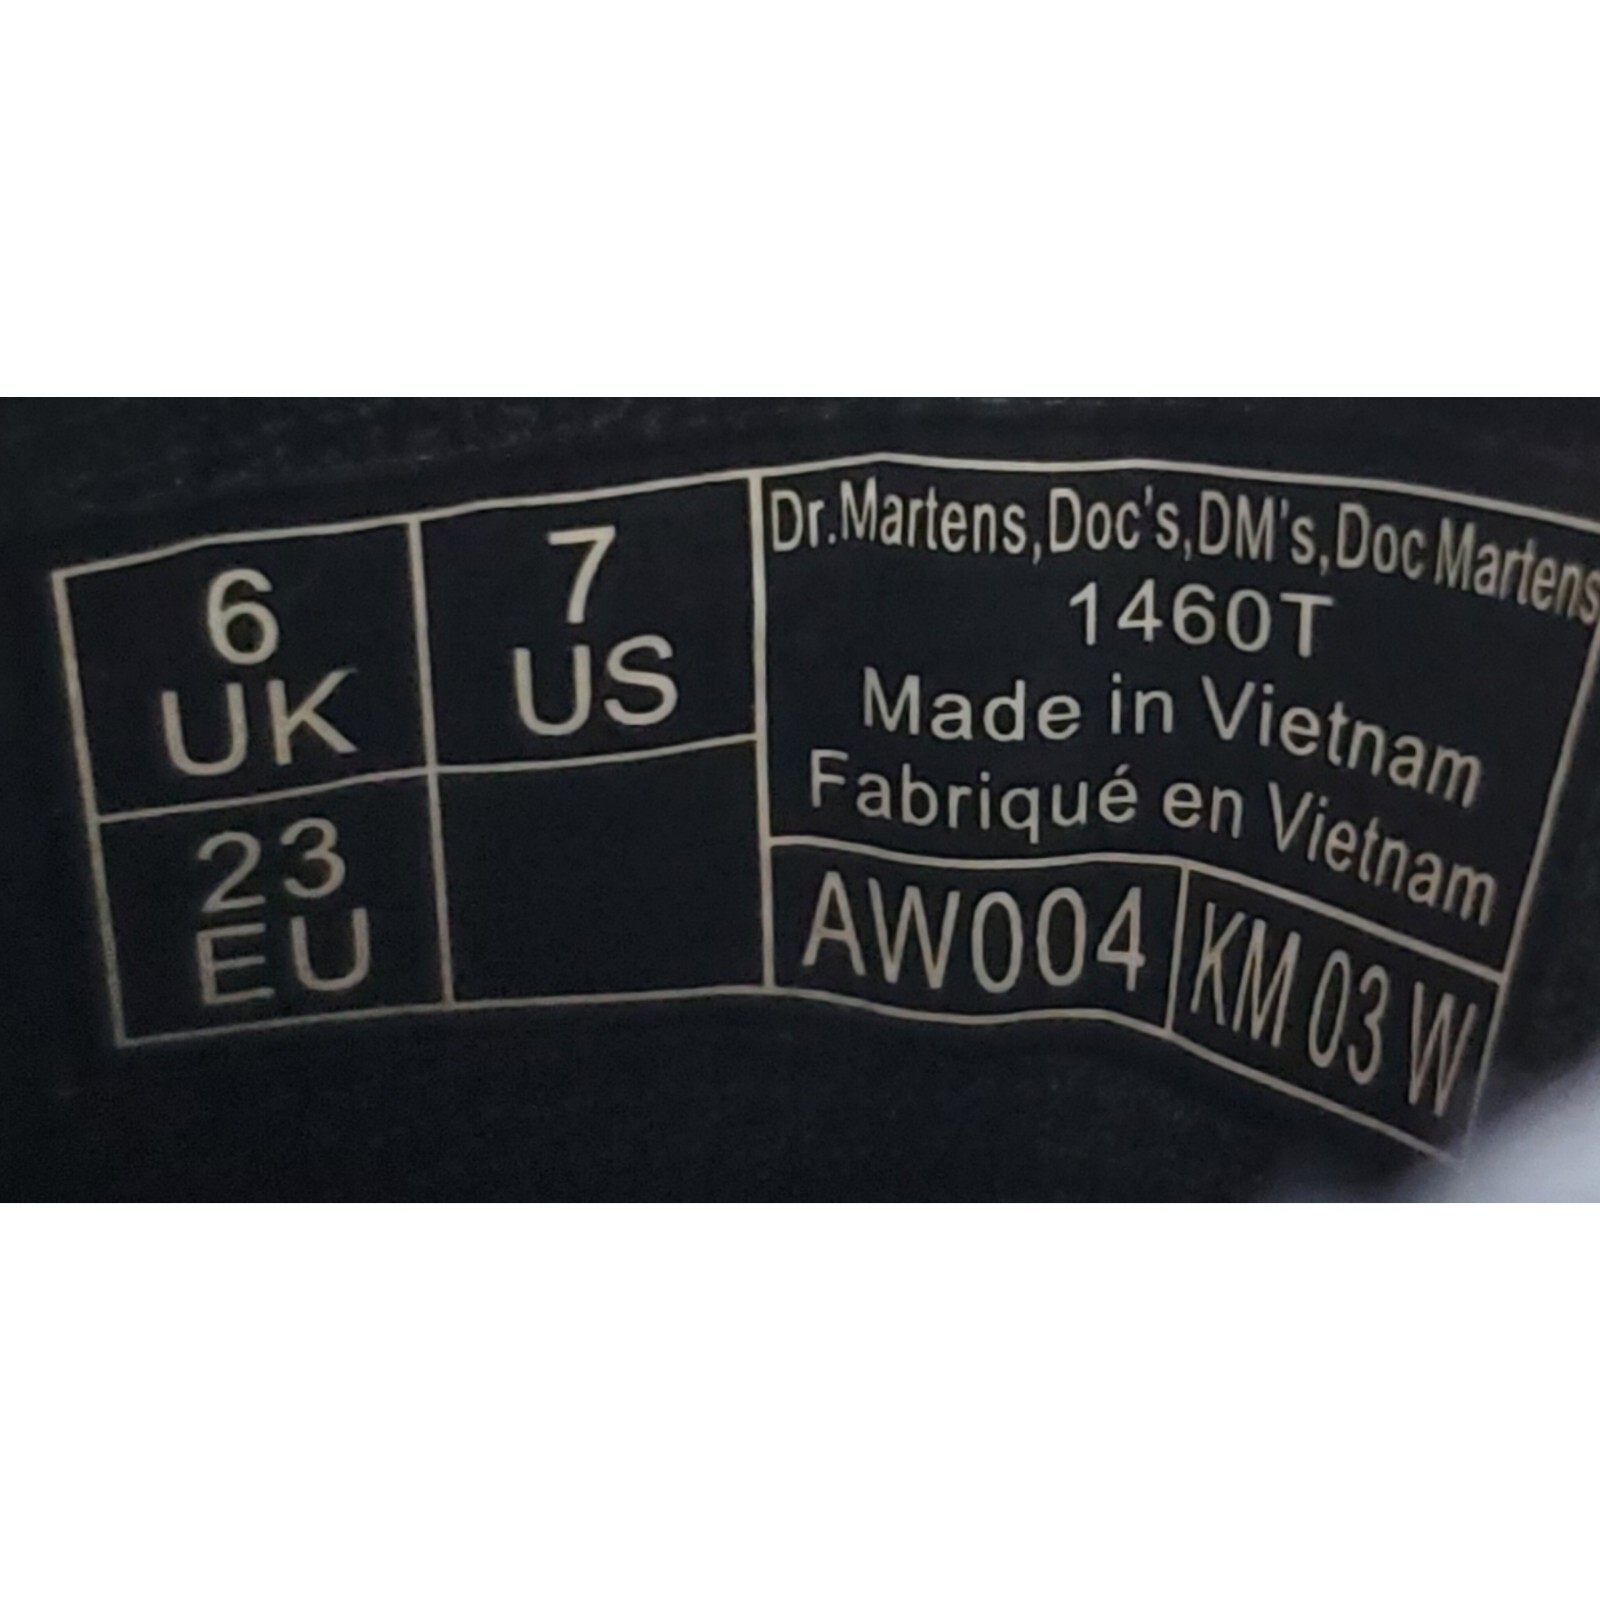 6
UK
7
US
23
EU
Dr.Martens,Doc's,DM's,Doc Martens
1460T
Made in Vietnam
Fabriqué en Vietnam
AW004
KM 03 W